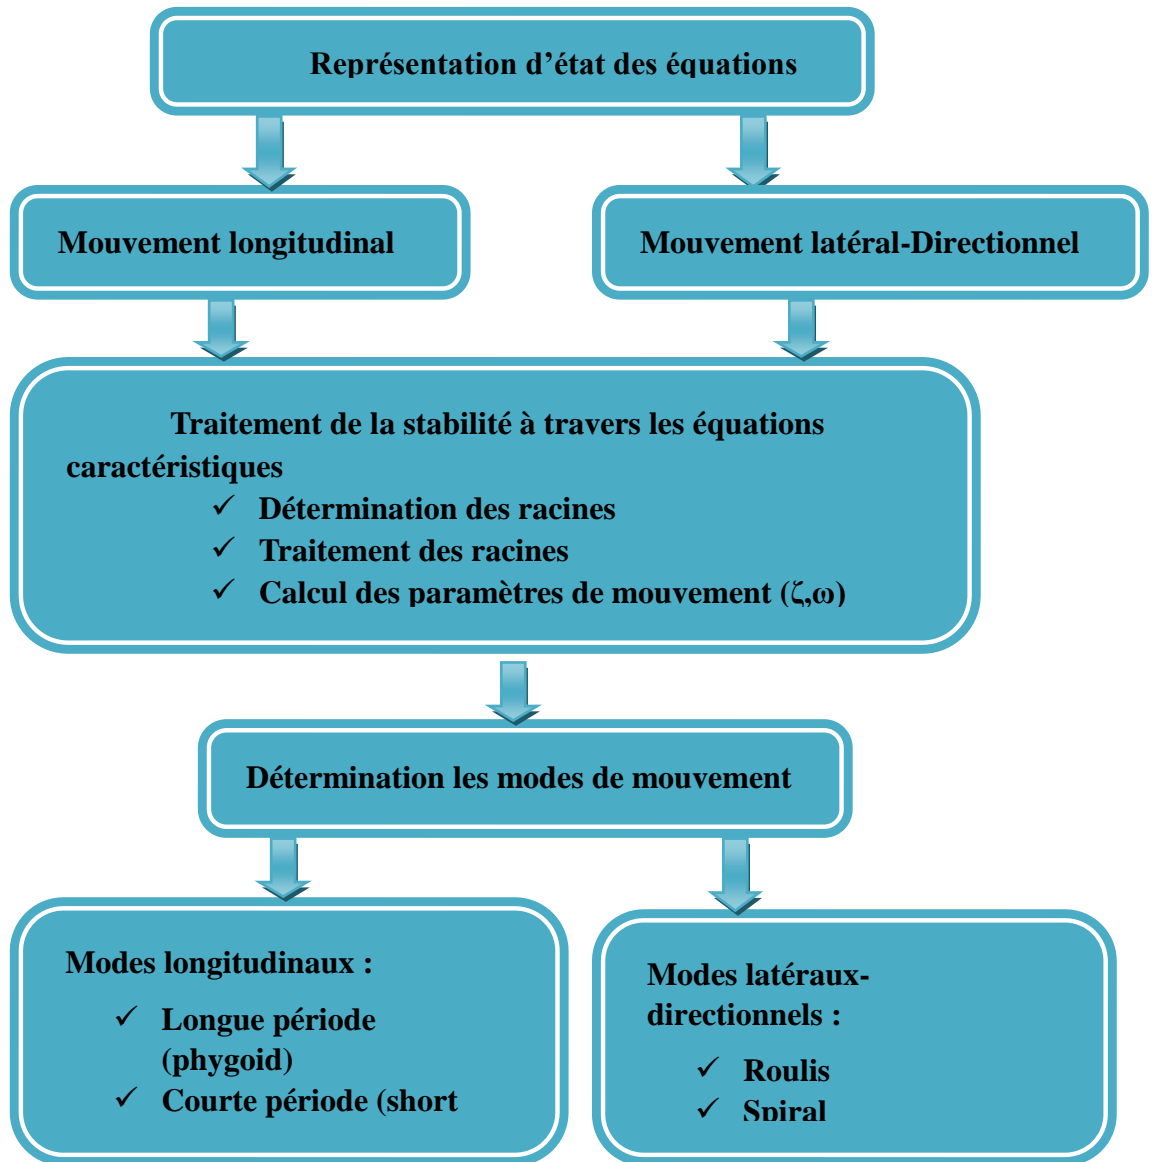 Représentation d’état des équations
Mouvement longitudinal
Mouvement latéral-Directionnel
Traitement de la stabilité à travers les équations
caractéristiques
✓ Détermination des racines
✓ Traitement des racines
✓ Calcul des paramètres de mouvement (ζ,ω)
Détermination les modes de mouvement
Modes longitudinaux :
✓ Longue période
(phygoid)
✓ Courte période (short
Modes latéraux-
directionnels :
✓ Roulis
✓ Spiral